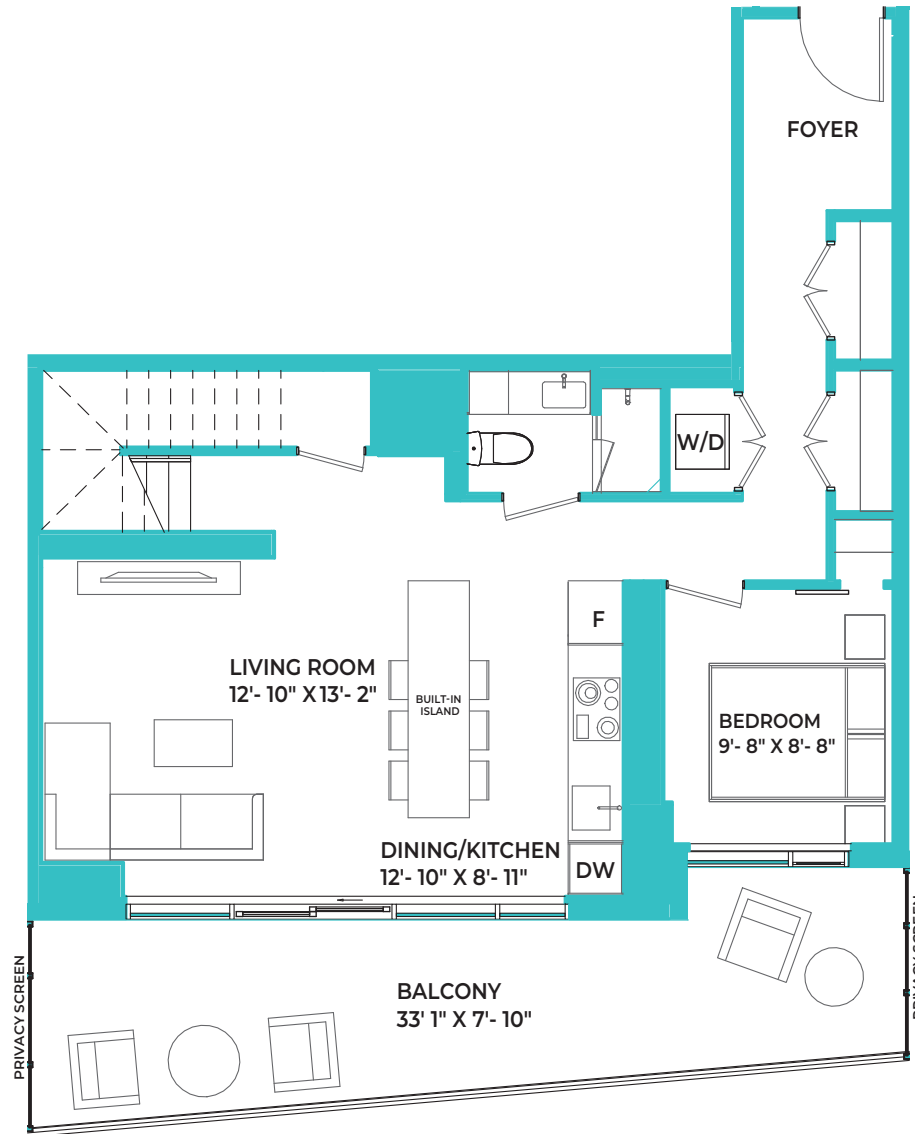 FOYER
W/D
F
LIVING ROOM
12'- 10" X 13'- 2"
BUILT-IN
ISLAND
BEDROOM
9'- 8" X 8'- 8"
DINING/KITCHEN
12'- 10" X 8'- 11"
DW
BALCONY
33' 1" X 7'- 10"
PRIVACY SCREEN
PRIVACY SCREEN